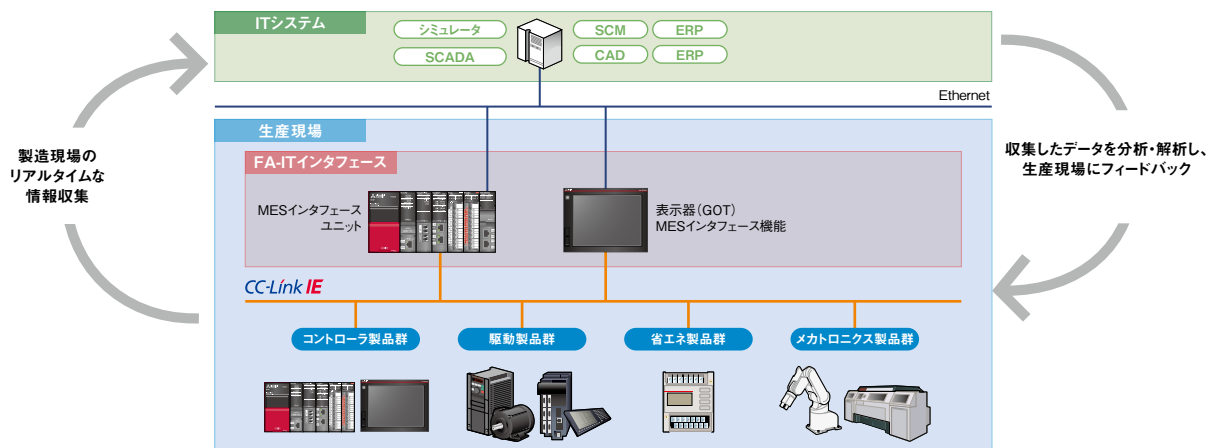 ITシステム
シミュレータ
SCM
ERP
SCADA
CAD
ERP
Ethernet
生産現場
FA-ITインタフェース
製造現場の
リアルタイムな
情報収集
収集したデータを分析・解析し、
生産現場にフィードバック
MESインタフェース
ユニット
表示器(GOT)
MESインタフェース機能
CC-Link IE
コントローラ製品群
駆動製品群
省エネ製品群
メカトロニクス製品群